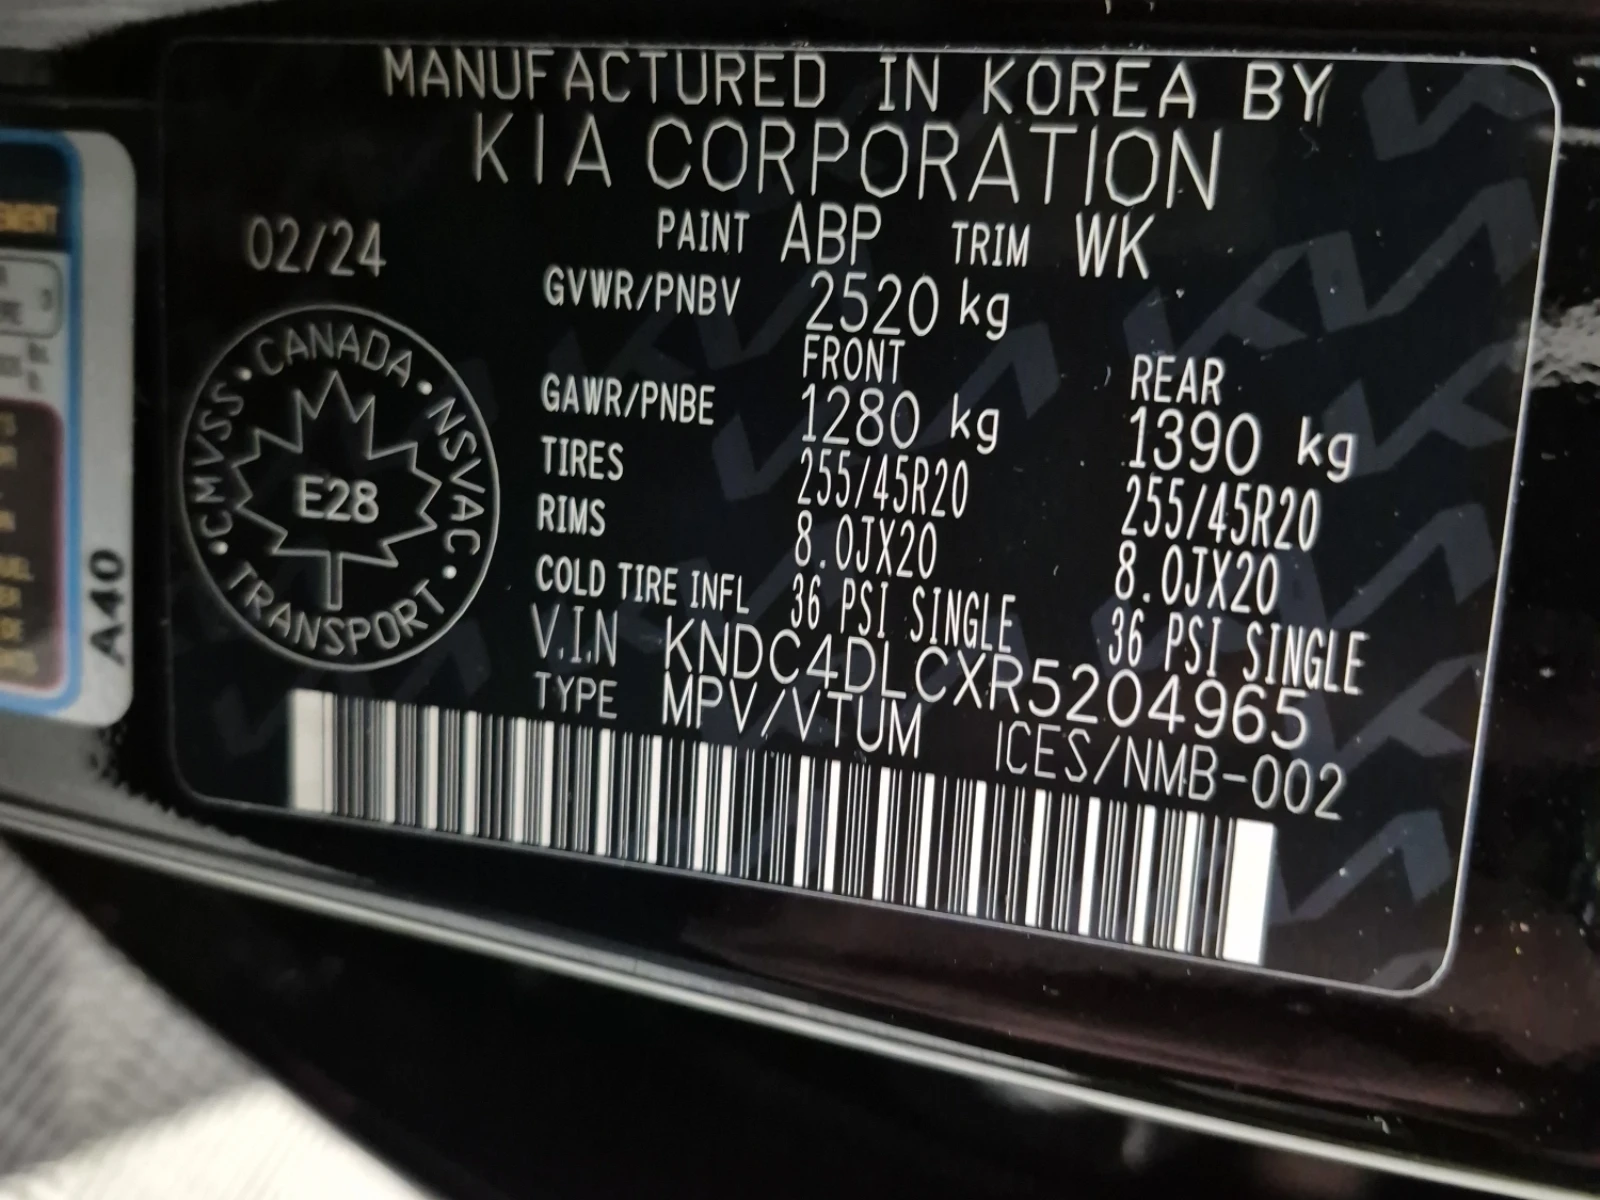 MANUFACTURED IN KOREA BY
KIA CORPORATION
02/24 PAINT ABP TRIM WK
GVWR/PNBV 2520 kg
FRONT REAR
GAWR/PNBE 1280 kg 1390 kg
TIRES 255/45R20 255/45R20
RIMS 8.0JX20 8.0JX20
COLD TIRE INFL 36 PSI SINGLE 36 PSI SINGLE
V.I.N KNDC4DLCXR5204965
TYPE MPV/VTUM ICES/NMB-002
CANADA • NSVAC • TRANSPORT • CMVSS •
E28
A40